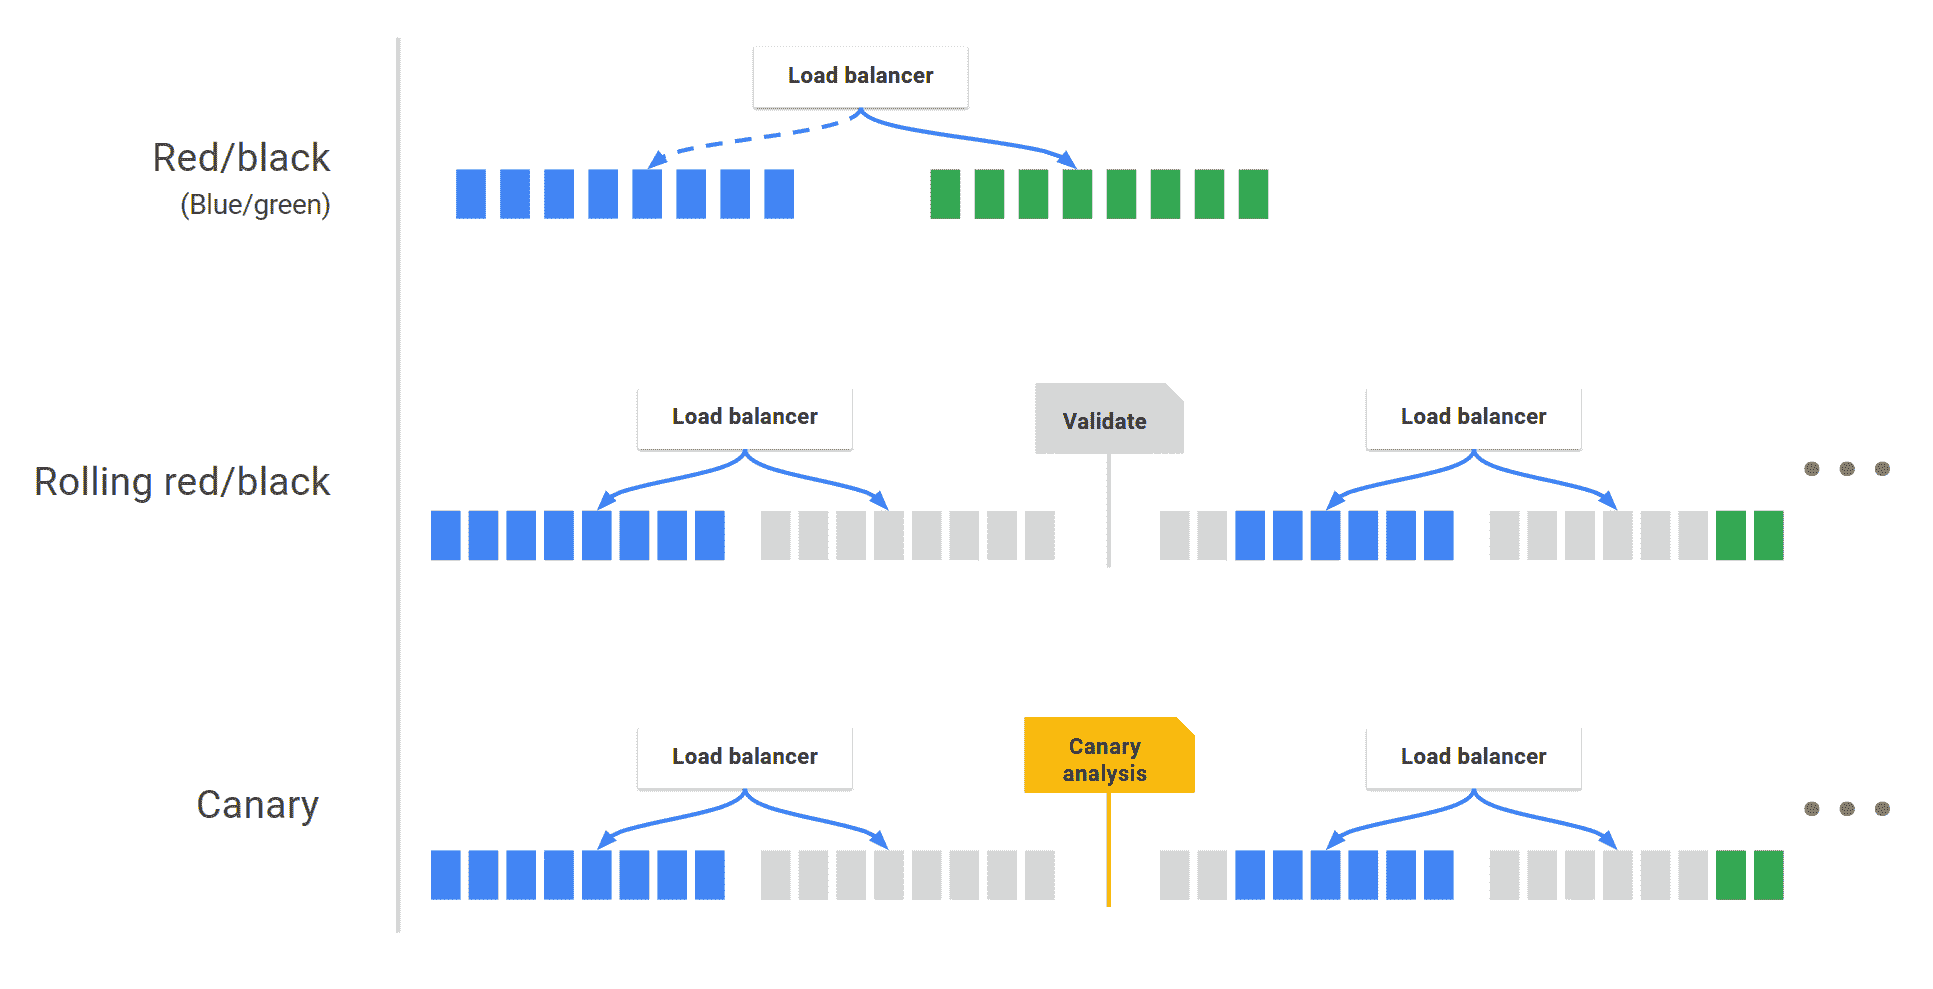 Load balancer
Red/black
(Blue/green)
Load balancer
Validate
Load balancer
Rolling red/black
Load balancer
Canary
analysis
Load balancer
Canary